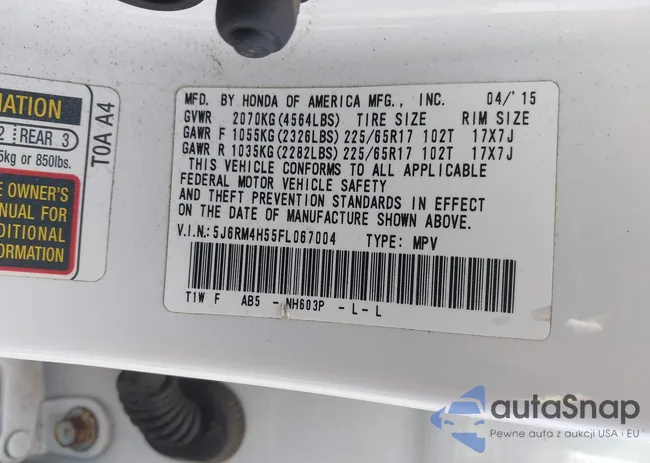 MATION
2 REAR 3
5kg or 850lbs.
E OWNER'S
NUAL FOR
DITIONAL
FORMATION
T0A A4
MFD. BY HONDA OF AMERICA MFG., INC. 04/'15
GVWR 2070KG(4564LBS) TIRE SIZE RIM SIZE
GAWR F 1055KG(2326LBS) 225/65R17 102T 17X7J
GAWR R 1035KG(2282LBS) 225/65R17 102T 17X7J
THIS VEHICLE CONFORMS TO ALL APPLICABLE
FEDERAL MOTOR VEHICLE SAFETY
AND THEFT PREVENTION STANDARDS IN EFFECT
ON THE DATE OF MANUFACTURE SHOWN ABOVE.
V.I.N.:5J6RM4H55FL067004 TYPE: MPV
T1W F AB5 - NH603P - L - L
autaSnap
Pewne auta z aukcji USA i EU